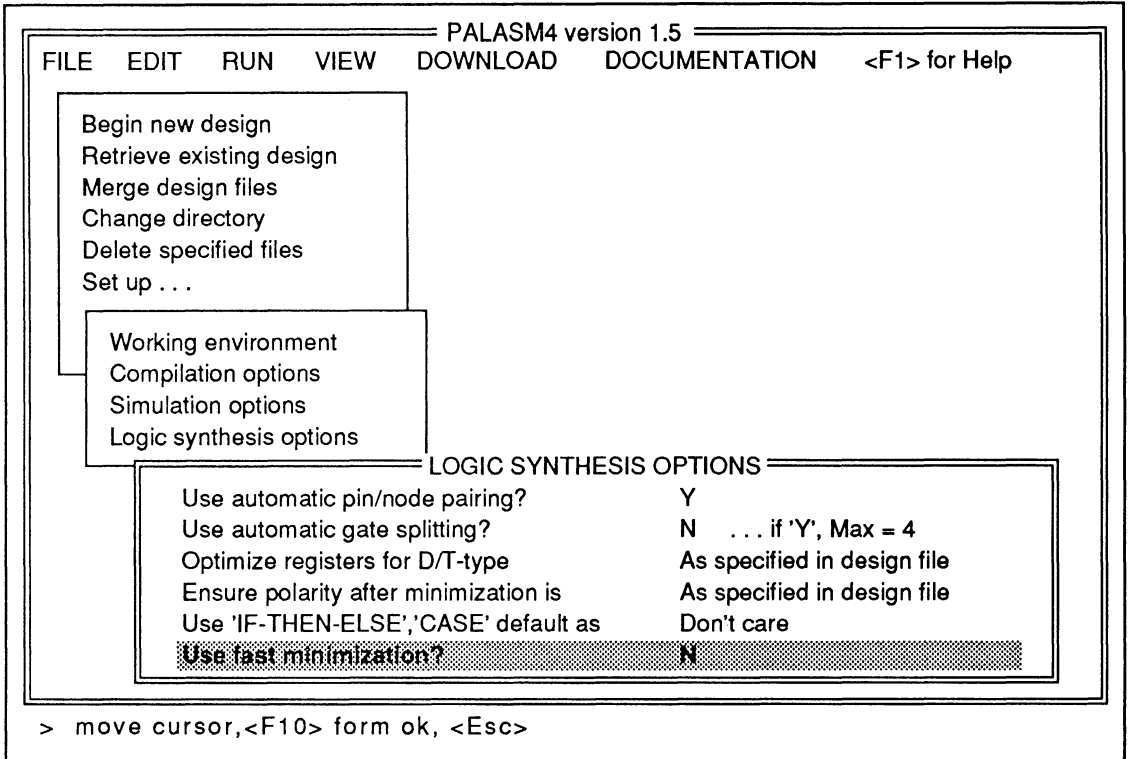 PALASM4 version 1.5
FILE EDIT RUN VIEW DOWNLOAD DOCUMENTATION <F1> for Help
Begin new design
Retrieve existing design
Merge design files
Change directory
Delete specified files
Set up . . .
Working environment
Compilation options
Simulation options
Logic synthesis options
LOGIC SYNTHESIS OPTIONS
Use automatic pin/node pairing? Y
Use automatic gate splitting? N . . . if 'Y', Max = 4
Optimize registers for D/T-type As specified in design file
Ensure polarity after minimization is As specified in design file
Use 'IF-THEN-ELSE','CASE' default as Don't care
Use fast minimization? N
> move cursor,<F10> form ok, <Esc>